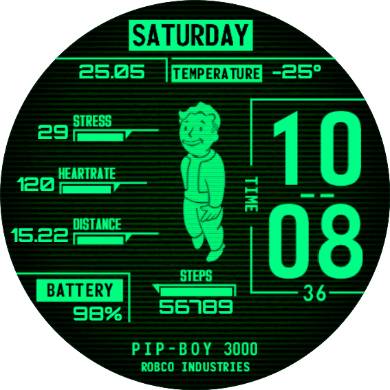 SATURDAY
25.05
TEMPERATURE -25°
STRESS
29
HEARTRATE
120
DISTANCE
15.22
TIME
10
08
36
BATTERY
98%
STEPS
56789
PIP-BOY 3000
ROBCO INDUSTRIES